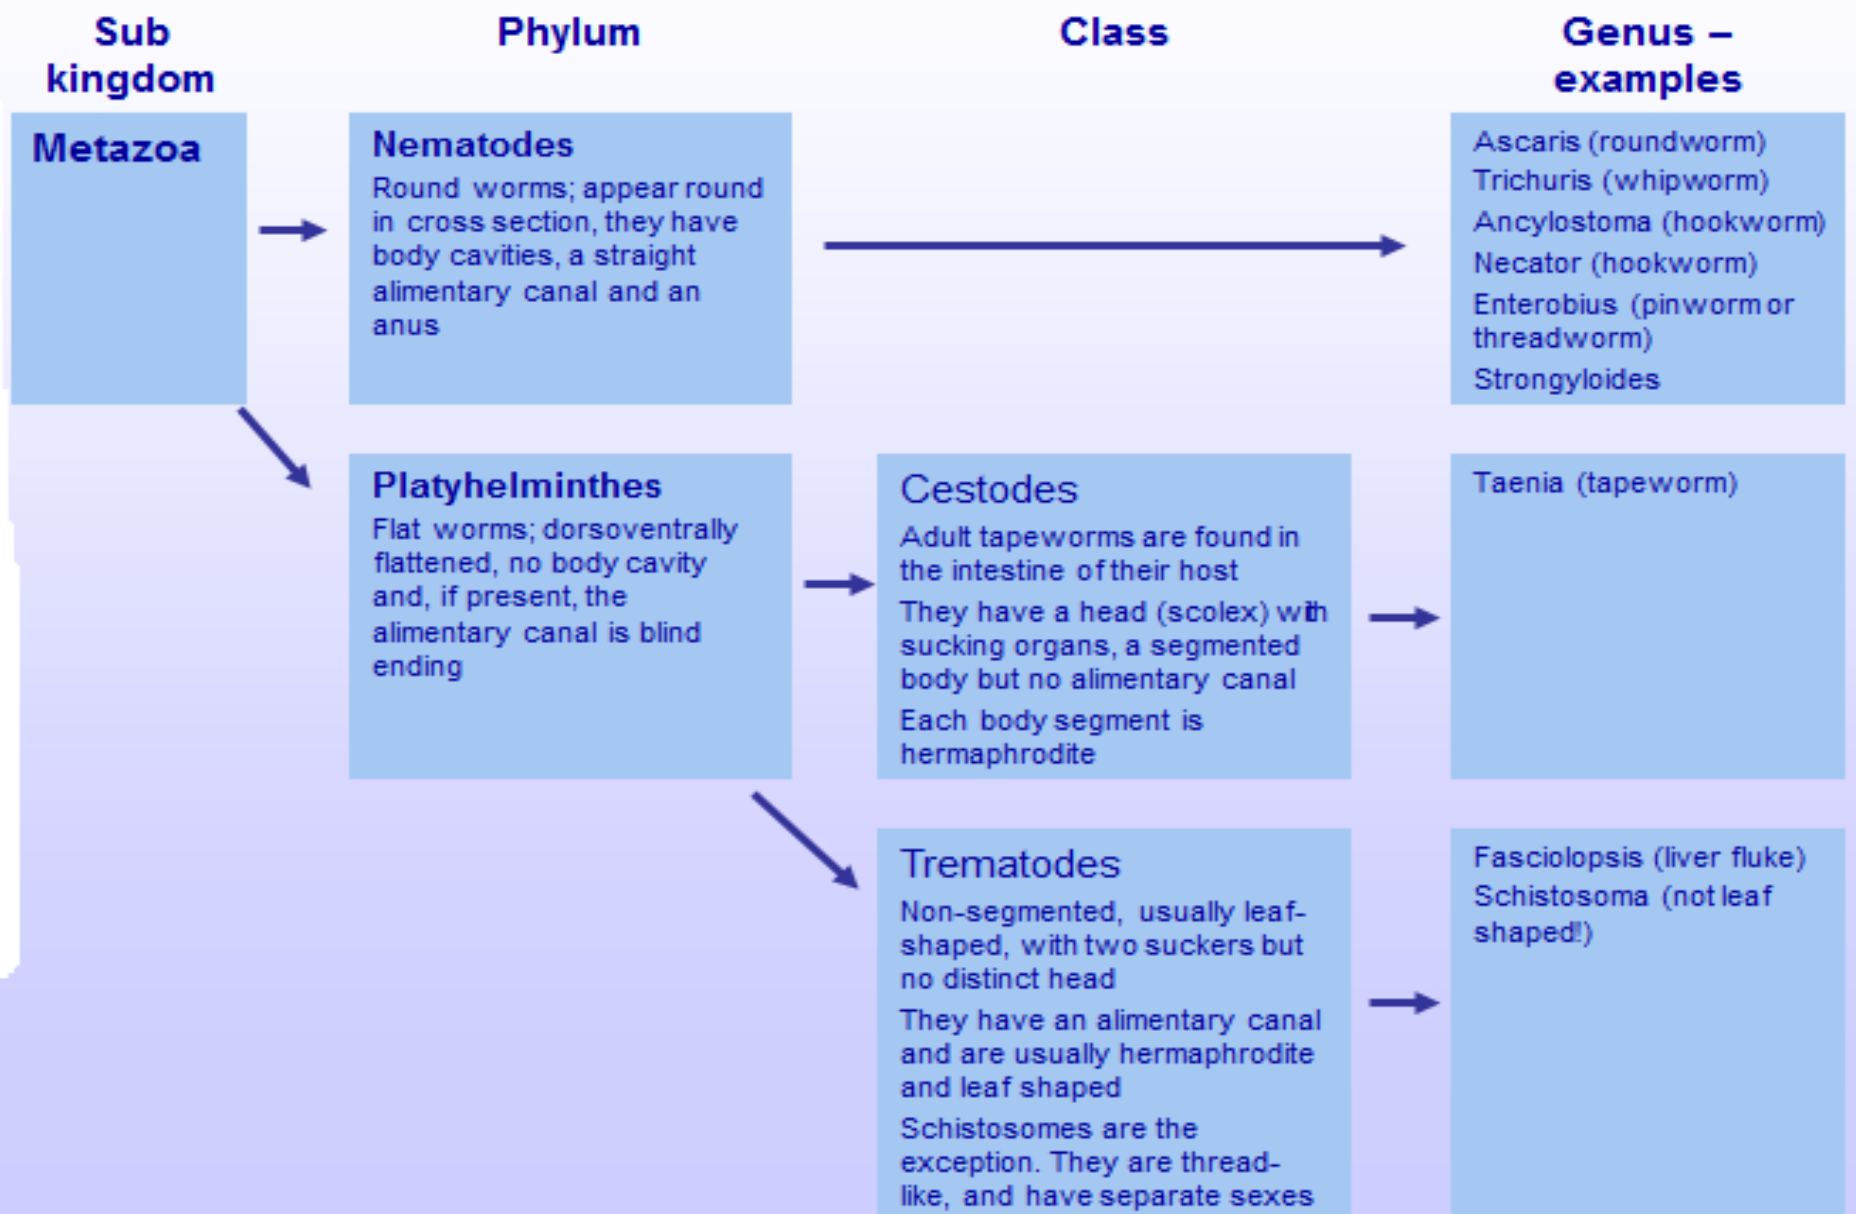 Sub
kingdom
Phylum
Class
Genus –
examples
Metazoa
Nematodes
Round worms; appear round
in cross section, they have
body cavities, a straight
alimentary canal and an
anus
Ascaris (roundworm)
Trichuris (whipworm)
Ancylostoma (hookworm)
Necator (hookworm)
Enterobius (pinworm or
threadworm)
Strongyloides
Platyhelminthes
Flat worms; dorsoventrally
flattened, no body cavity
and, if present, the
alimentary canal is blind
ending
Cestodes
Adult tapeworms are found in
the intestine of their host
They have a head (scolex) with
sucking organs, a segmented
body but no alimentary canal
Each body segment is
hermaphrodite
Taenia (tapeworm)
Trematodes
Non-segmented, usually leaf-
shaped, with two suckers but
no distinct head
They have an alimentary canal
and are usually hermaphrodite
and leaf shaped
Schistosomes are the
exception. They are thread-
like, and have separate sexes
Fasciolopsis (liver fluke)
Schistosoma (not leaf
shaped!)